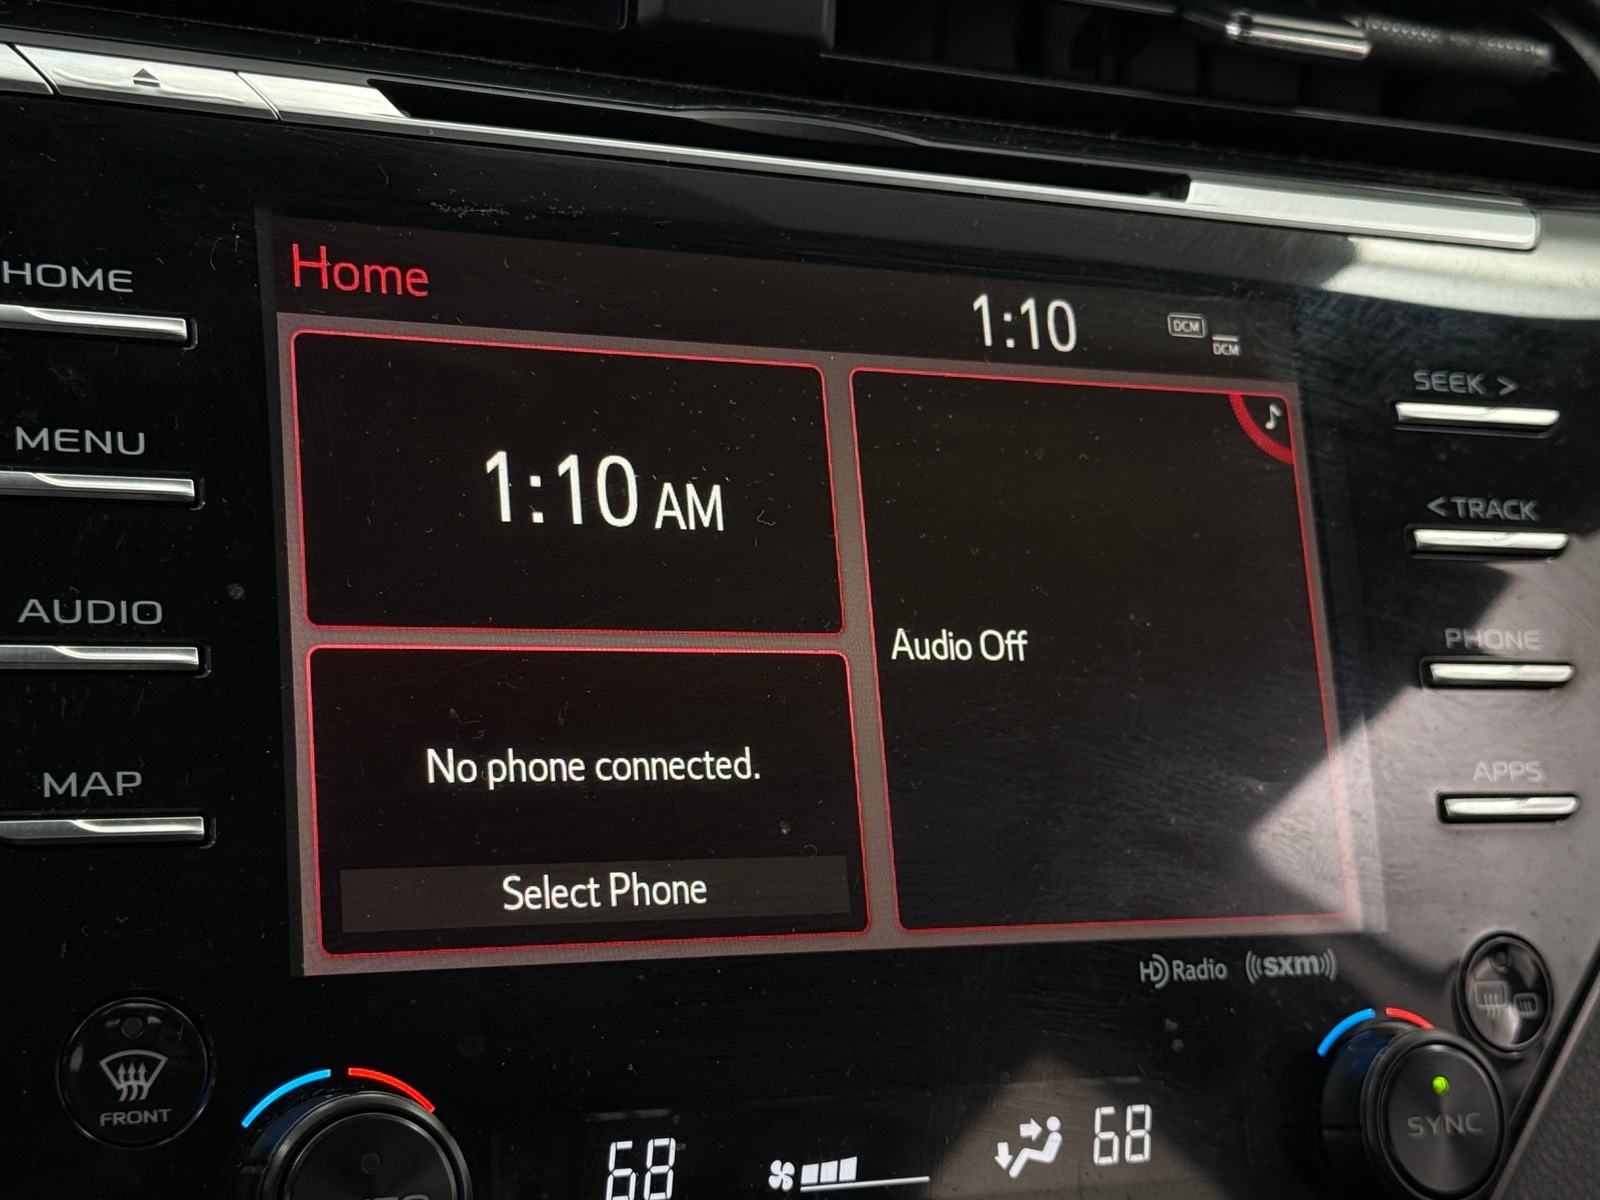 HOME
MENU
AUDIO
MAP
Home
1:10
DCM
DCM
1:10 AM
No phone connected.
Select Phone
Audio Off
SEEK >
< TRACK
PHONE
APPS
HD Radio
((sxm))
FRONT
68
68
SYNC